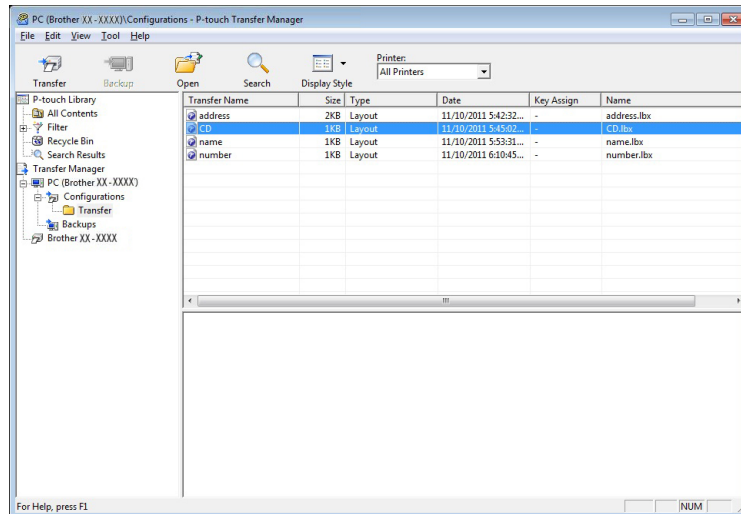 PC (Brother XX-XXXX)\Configurations - P-touch Transfer Manager
File Edit View Tool Help
Transfer Backup Open Search Display Style Printer:
All Printers
P-touch Library
All Contents
Filter
Recycle Bin
Search Results
Transfer Manager
PC (Brother XX-XXXX)
Configurations
Transfer
Backups
Brother XX-XXXX
Transfer Name Size Type Date Key Assign Name
address 2KB Layout 11/10/2011 5:42:32... - address.lbx
CD 1KB Layout 11/10/2011 5:45:02... - CD.lbx
name 1KB Layout 11/10/2011 5:53:31... - name.lbx
number 1KB Layout 11/10/2011 6:10:45... - number.lbx
For Help, press F1 NUM